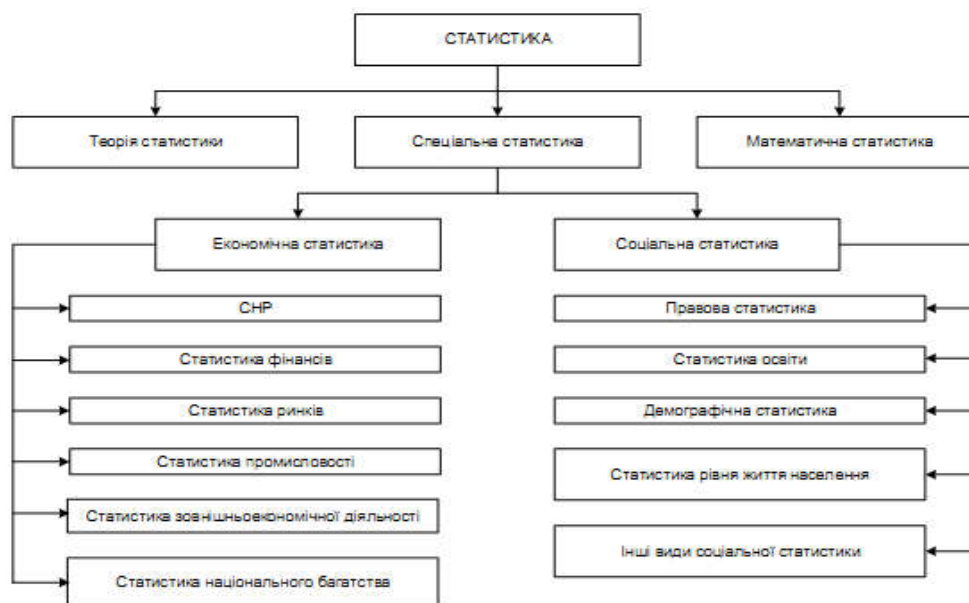 СТАТИСТИКА
Теорія статистики
Спеціальна статистика
Математична статистика
Економічна статистика
Соціальна статистика
СНР
Правова статистика
Статистика фінансів
Статистика освіти
Статистика ринків
Демографічна статистика
Статистика промисловості
Статистика рівня життя населення
Статистика зовнішньоекономічної діяльності
Інші види соціальної статистики
Статистика національного багатства